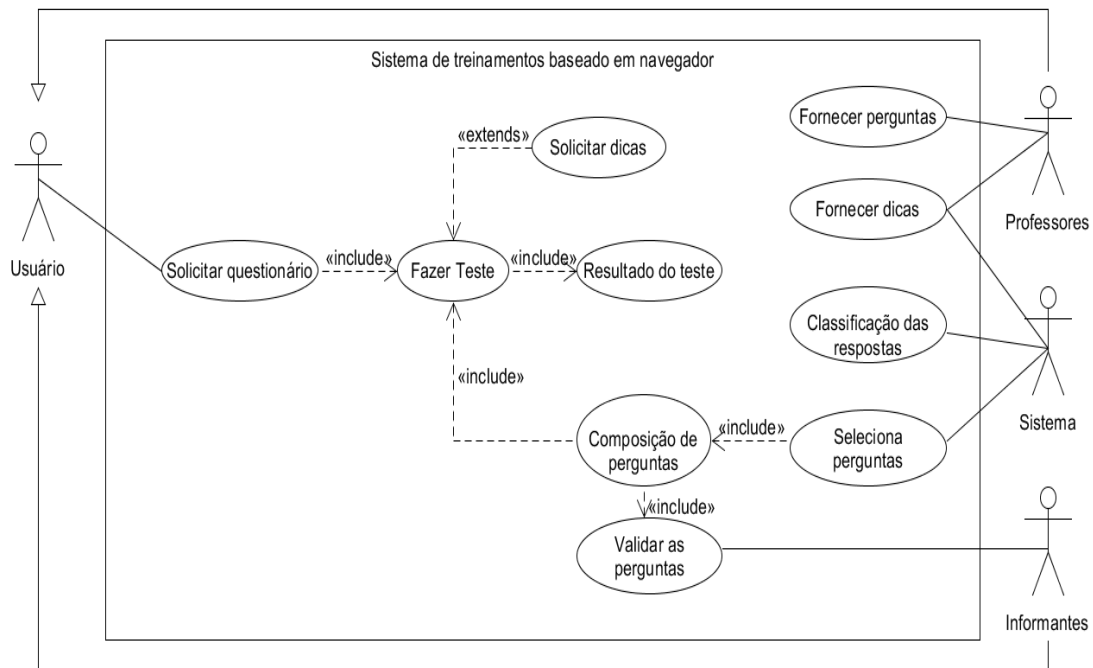 Sistema de treinamentos baseado em navegador
Fornecer perguntas
«extends»
Solicitar dicas
Fornecer dicas
Professores
Usuário
Solicitar questionário
«include»
Fazer Teste
«include»
Resultado do teste
Classificação das
respostas
«include»
Sistema
Composição de
perguntas
«include»
Seleciona
perguntas
«include»
Validar as
perguntas
Informantes